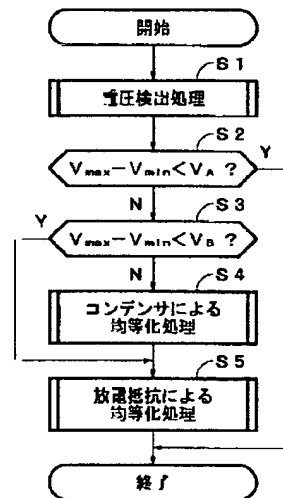 開始
S1
電圧検出処理
S2
Vmax−Vmin<VA ? Y
N
S3
Y Vmax−Vmin<VB ?
N
S4
コンデンサによる
均等化処理
S5
放電抵抗による
均等化処理
終了